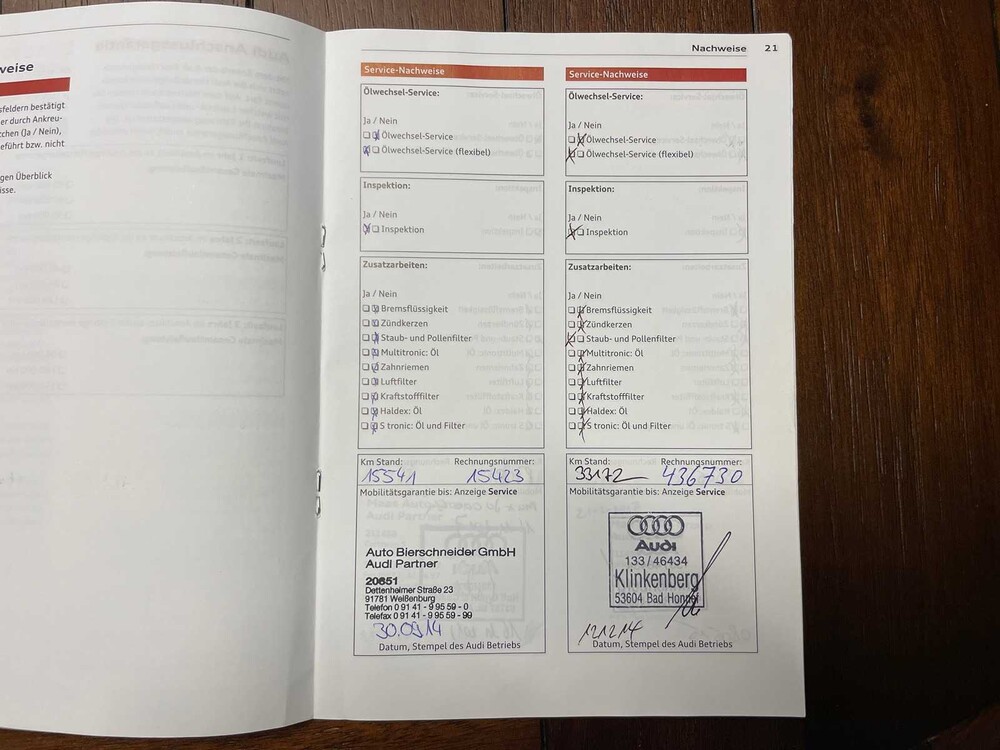 Nachweise 21
weise
sfeldern bestätigt
er durch Ankreu-
chen (Ja / Nein),
eführt bzw. nicht
gen Überblick
isse.
Service-Nachweise
Ölwechsel-Service:
Ja / Nein
Ölwechsel-Service
Ölwechsel-Service (flexibel)
Inspektion:
Ja / Nein
Inspektion
Zusatzarbeiten:
Ja / Nein
Bremsflüssigkeit
Zündkerzen
Staub- und Pollenfilter
Multitronic: Öl
Zahnriemen
Luftfilter
Kraftstofffilter
Haldex: Öl
S tronic: Öl und Filter
Km Stand: Rechnungsnummer:
15541 15423
Mobilitätsgarantie bis: Anzeige Service
Auto Bierschneider GmbH
Audi Partner
20651
Dettenheimer Straße 23
91781 Weißenburg
Telefon 0 91 41 - 9 95 59 - 0
Telefax 0 91 41 - 9 95 59 - 99
30.09.14
Datum, Stempel des Audi Betriebs
Service-Nachweise
Ölwechsel-Service:
Ja / Nein
Ölwechsel-Service
Ölwechsel-Service (flexibel)
Inspektion:
Ja / Nein
Inspektion
Zusatzarbeiten:
Ja / Nein
Bremsflüssigkeit
Zündkerzen
Staub- und Pollenfilter
Multitronic: Öl
Zahnriemen
Luftfilter
Kraftstofffilter
Haldex: Öl
S tronic: Öl und Filter
Km Stand: Rechnungsnummer:
33172 436730
Mobilitätsgarantie bis: Anzeige Service
Audi
133/46434
Klinkenberg
53604 Bad Honnef
Datum, Stempel des Audi Betriebs